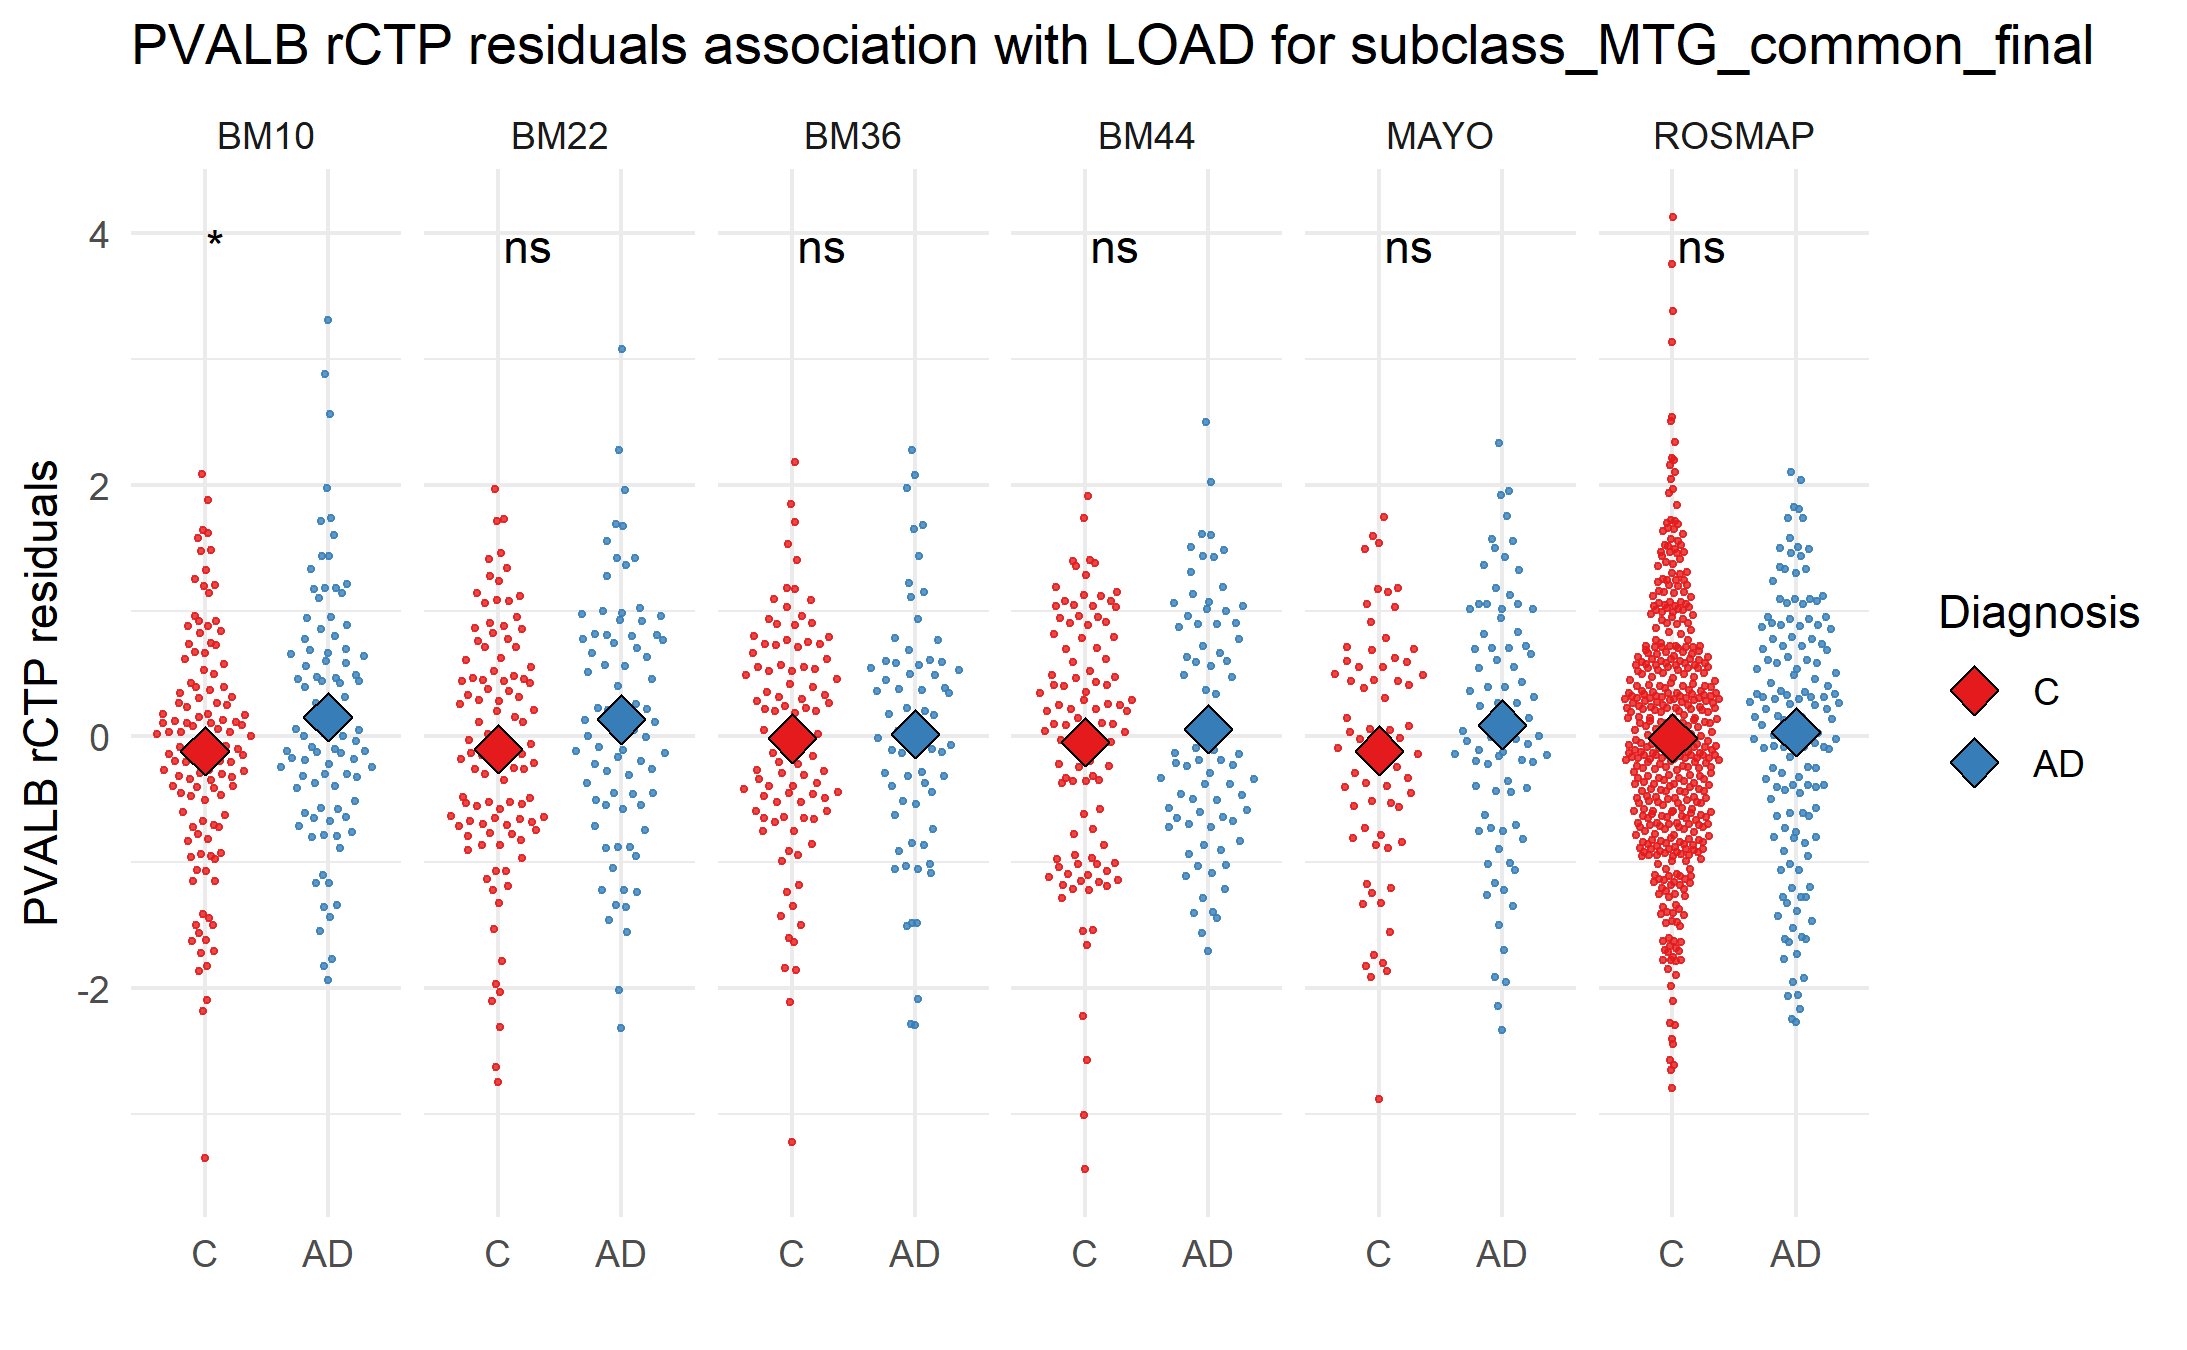 PVALB rCTP residuals association with LOAD for subclass_MTG_common_final
BM10 BM22 BM36 BM44 MAYO ROSMAP
* ns ns ns ns ns
4
2
0
-2
PVALB rCTP residuals
C AD C AD C AD C AD C AD C AD
Diagnosis
C
AD